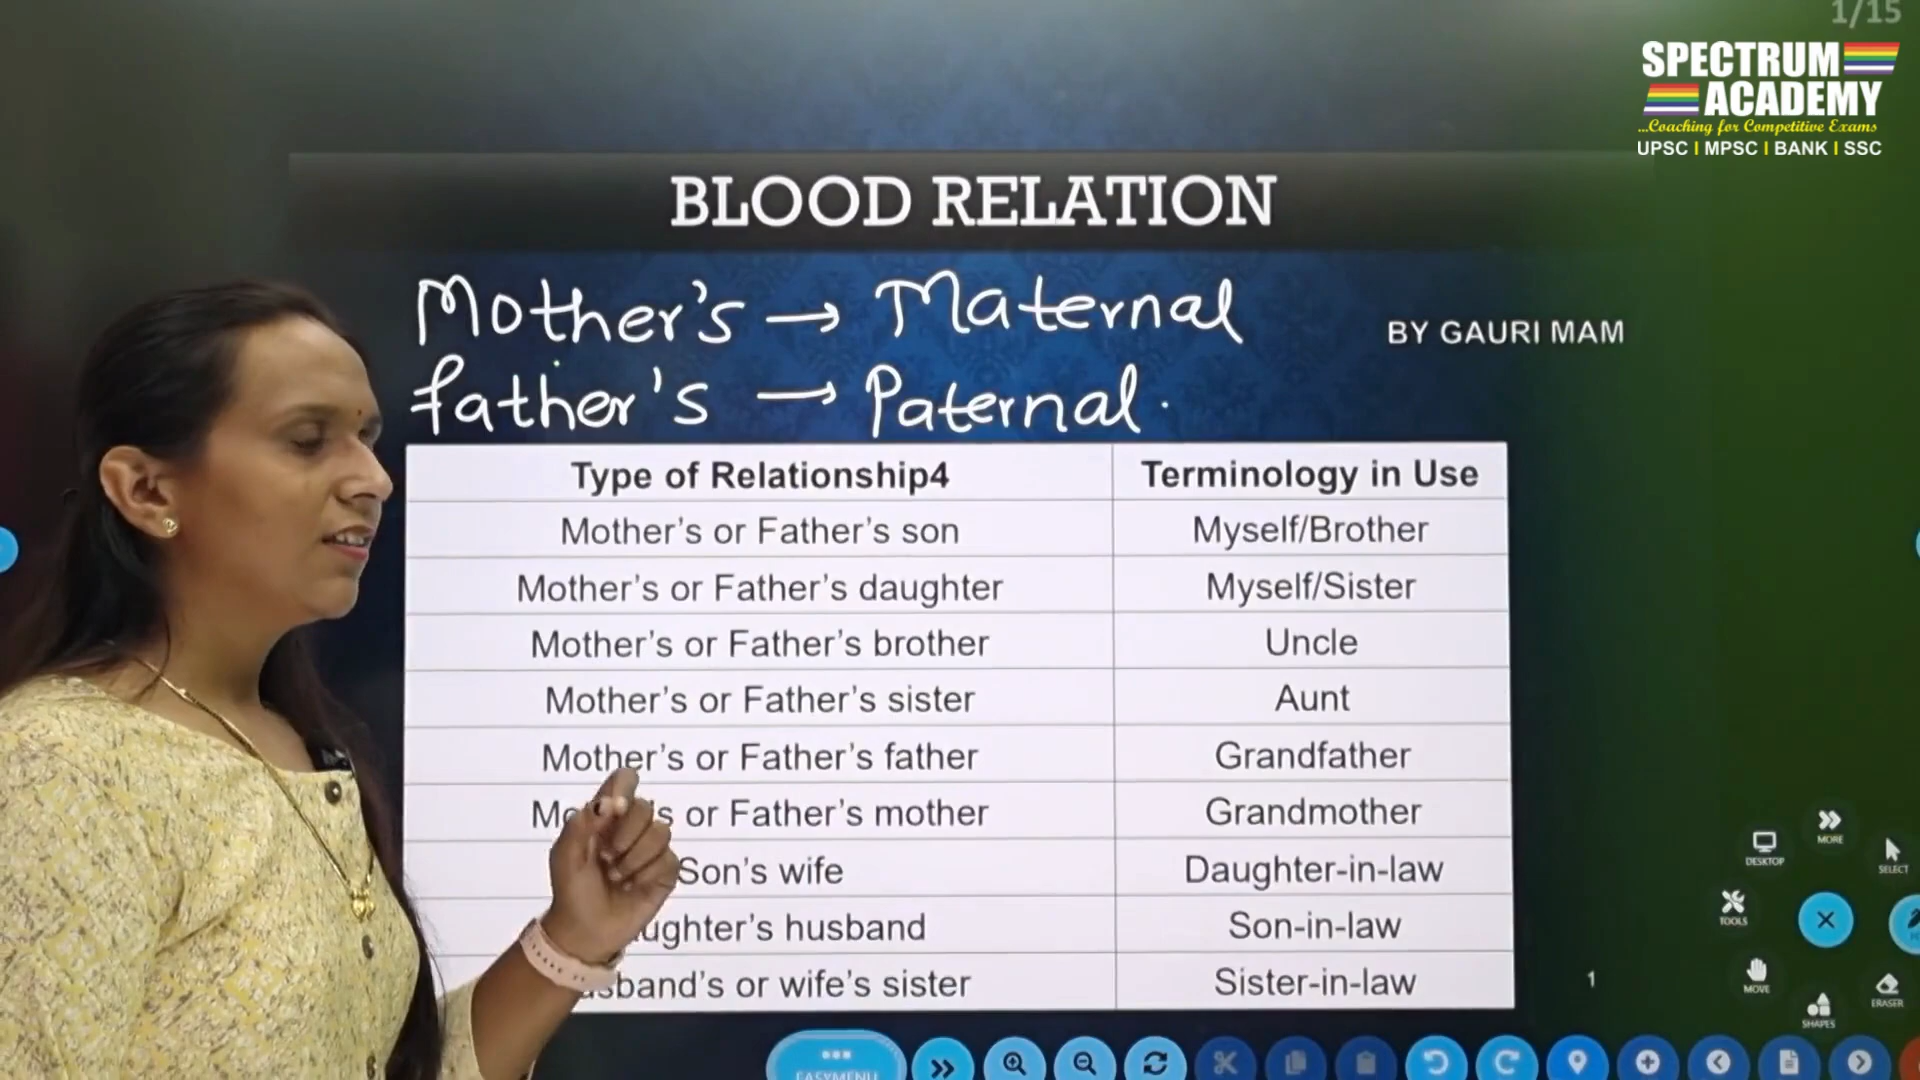 1/15
SPECTRUM
ACADEMY
...Coaching for Competitive Exams
UPSC | MPSC | BANK | SSC
BLOOD RELATION
Mother's → Maternal
BY GAURI MAM
Father's → Paternal.
Type of Relationship4 Terminology in Use
Mother's or Father's son Myself/Brother
Mother's or Father's daughter Myself/Sister
Mother's or Father's brother Uncle
Mother's or Father's sister Aunt
Mother's or Father's father Grandfather
or Father's mother Grandmother
Son's wife Daughter-in-law
husband Son-in-law
or wife's sister Sister-in-law
1
MORE
DESKTOP
SELECT
TOOLS
MOVE
ERASER
SHAPES
EASYMENU